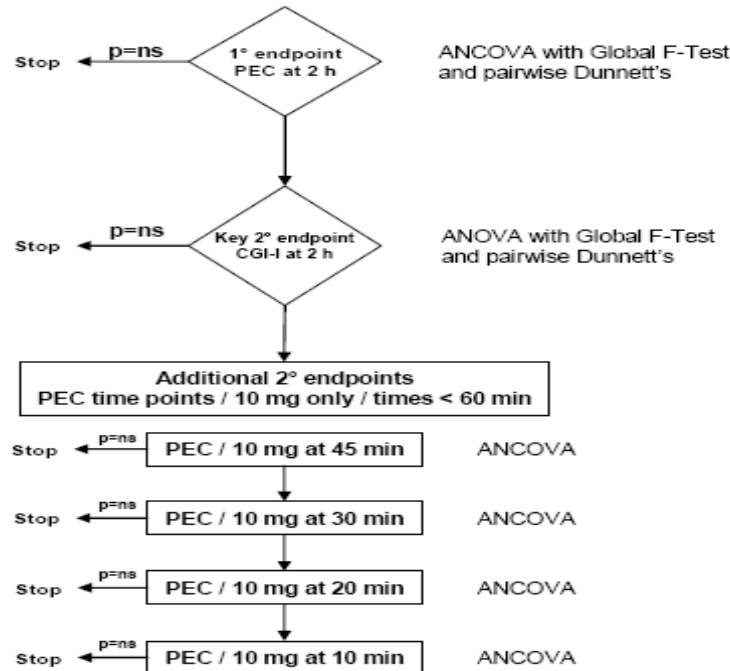 1° endpoint
PEC at 2 h
p=ns
Stop
ANCOVA with Global F-Test
and pairwise Dunnett's
Key 2° endpoint
CGI-I at 2 h
p=ns
Stop
ANOVA with Global F-Test
and pairwise Dunnett's
Additional 2° endpoints
PEC time points / 10 mg only / times < 60 min
Stop
p=ns
PEC / 10 mg at 45 min
ANCOVA
Stop
p=ns
PEC / 10 mg at 30 min
ANCOVA
Stop
p=ns
PEC / 10 mg at 20 min
ANCOVA
Stop
p=ns
PEC / 10 mg at 10 min
ANCOVA